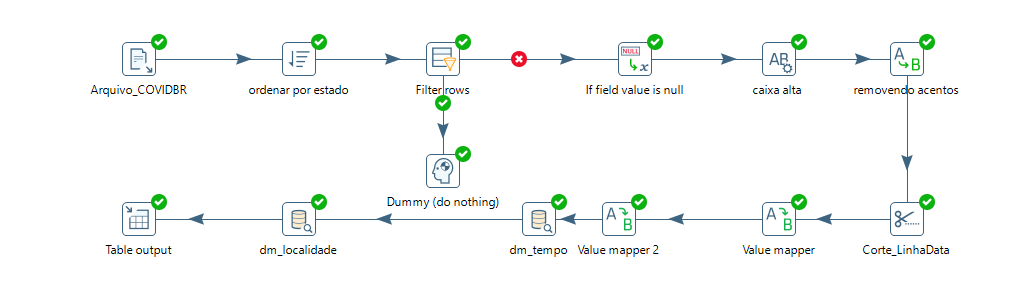 NULL
x
AB
A
B
Arquivo_COVIDBR
ordenar por estado
Filter rows
If field value is null
caixa alta
removendo acentos
Dummy (do nothing)
A
B
A
B
Table output
dm_localidade
dm_tempo
Value mapper 2
Value mapper
Corte_LinhaData